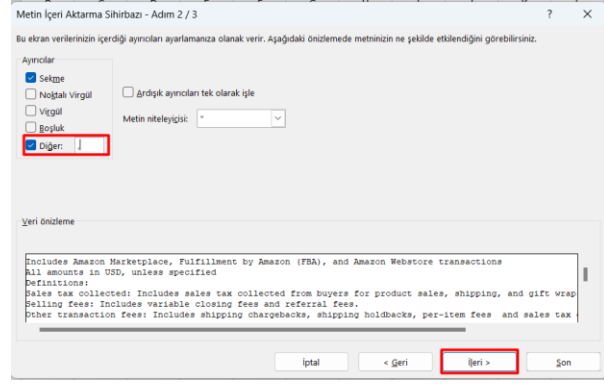 Metin İçeri Aktarma Sihirbazı - Adım 2 / 3 ? ×
Bu ekran verilerinizin içerdiği ayırıcıları ayarlamanıza olanak verir. Aşağıdaki önizlemede metninizin ne şekilde etkilendiğini görebilirsiniz.
Ayırıcılar
Sekme
Noktalı Virgül
Virgül
Boşluk
Diğer:
Ardışık ayırıcıları tek olarak işle
Metin niteleyicisi: "
Veri önizleme
Includes Amazon Marketplace, Fulfillment by Amazon (FBA), and Amazon Webstore transactions
All amounts in USD, unless specified
Definitions:
Sales tax collected: Includes sales tax collected from buyers for product sales, shipping, and gift wrap
Selling fees: Includes variable closing fees and referral fees.
Other transaction fees: Includes shipping chargebacks, shipping holdbacks, per-item fees and sales tax
İptal < Geri İleri > Son